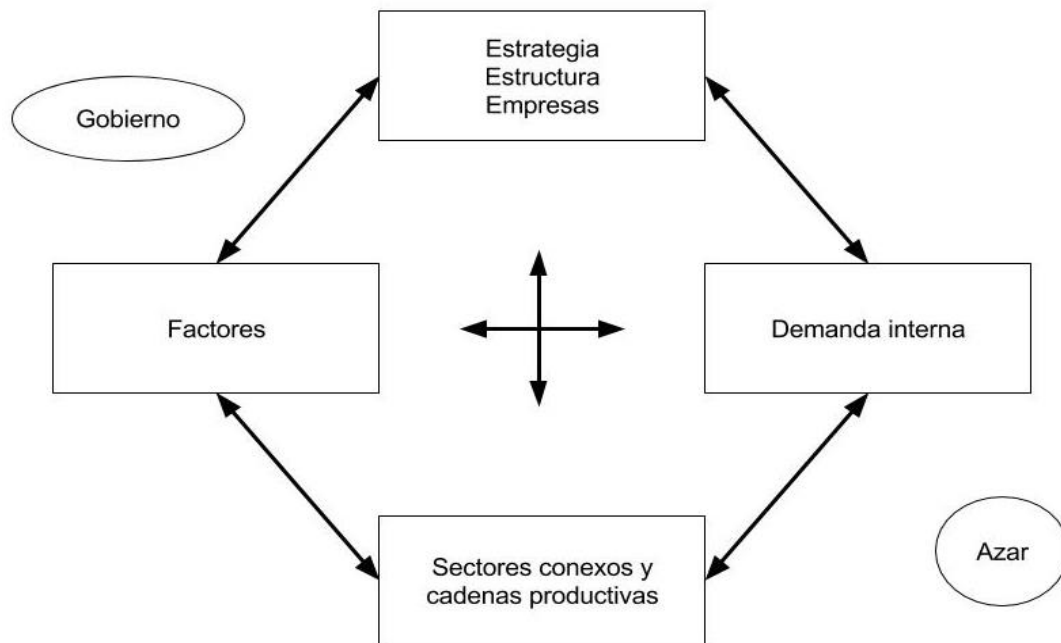 Estrategia
Estructura
Empresas
Gobierno
Factores
Demanda interna
Sectores conexos y
cadenas productivas
Azar